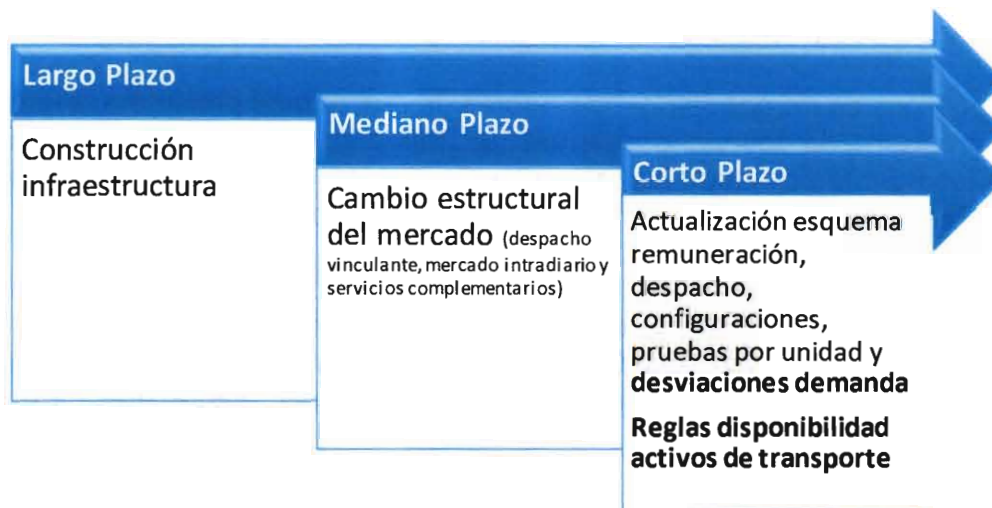 Largo Plazo
Construcción
infraestructura
Mediano Plazo
Cambio estructural
del mercado (despacho
vinculante, mercado intradiario y
servicios complementarios)
Corto Plazo
Actualización esquema
remuneración,
despacho,
configuraciones,
pruebas por unidad y
desviaciones demanda
Reglas disponibilidad
activos de transporte